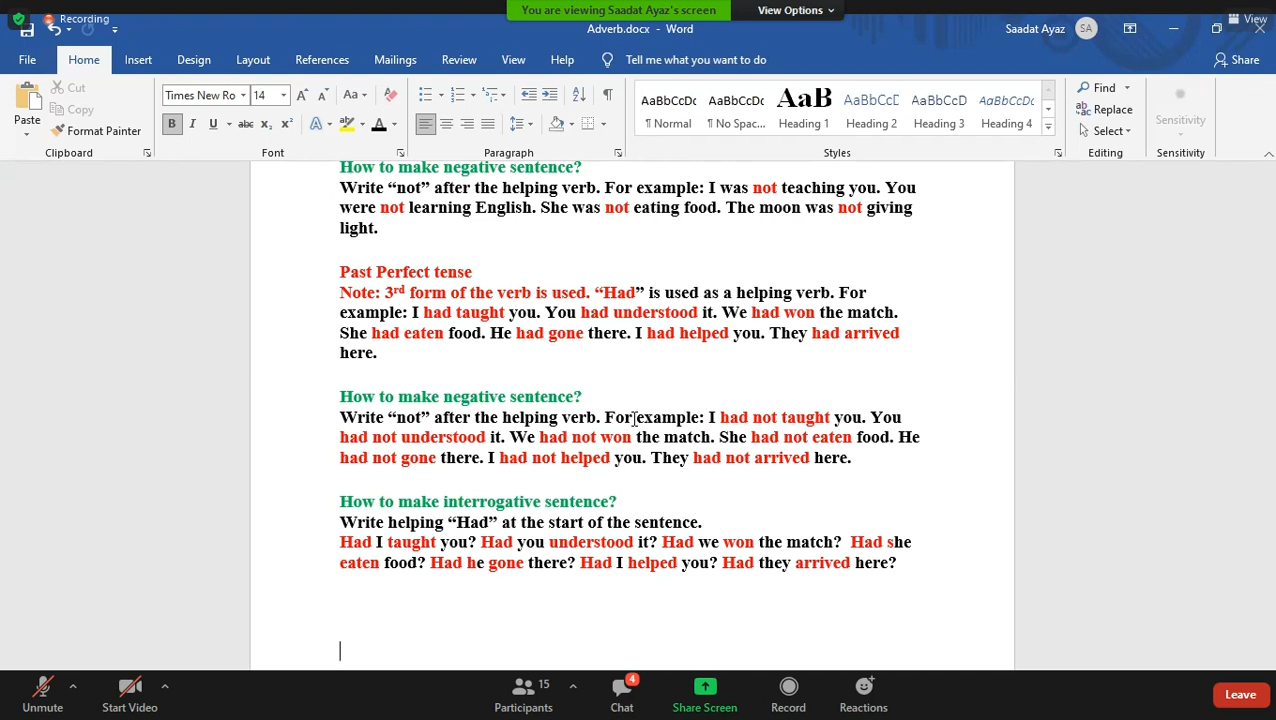 Recording
You are viewing Saadat Ayaz's screen
View Options
View
Adverb.docx - Word
Saadat Ayaz
SA
File Home Insert Design Layout References Mailings Review View Help Tell me what you want to do Share
Paste
Cut
Copy
Format Painter
Clipboard
Times New Ro
14
Font
Paragraph
AaBbCcDc
¶ Normal
AaBbCcDc
¶ No Spac...
AaB
Heading 1
AaBbCcDd
Heading 2
AaBbCcDd
Heading 3
AaBbCcDd
Heading 4
Styles
Find
Replace
Select
Editing
Sensitivity
Sensitivity
How to make negative sentence?
Write “not” after the helping verb. For example: I was not teaching you. You
were not learning English. She was not eating food. The moon was not giving
light.
Past Perfect tense
Note: 3rd form of the verb is used. “Had” is used as a helping verb. For
example: I had taught you. You had understood it. We had won the match.
She had eaten food. He had gone there. I had helped you. They had arrived
here.
How to make negative sentence?
Write “not” after the helping verb. For example: I had not taught you. You
had not understood it. We had not won the match. She had not eaten food. He
had not gone there. I had not helped you. They had not arrived here.
How to make interrogative sentence?
Write helping “Had” at the start of the sentence.
Had I taught you? Had you understood it? Had we won the match? Had she
eaten food? Had he gone there? Had I helped you? Had they arrived here?
Unmute
Start Video
15
Participants
4
Chat
Share Screen
Record
Reactions
Leave